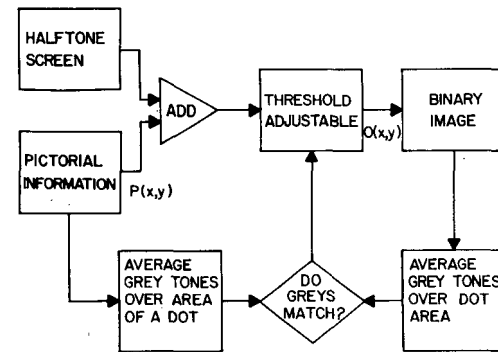 HALFTONE
SCREEN
ADD
THRESHOLD
ADJUSTABLE
O(x,y)
BINARY
IMAGE
PICTORIAL
INFORMATION
P(x,y)
AVERAGE
GREY TONES
OVER AREA
OF A DOT
DO
GREYS
MATCH?
AVERAGE
GREY TONES
OVER DOT
AREA